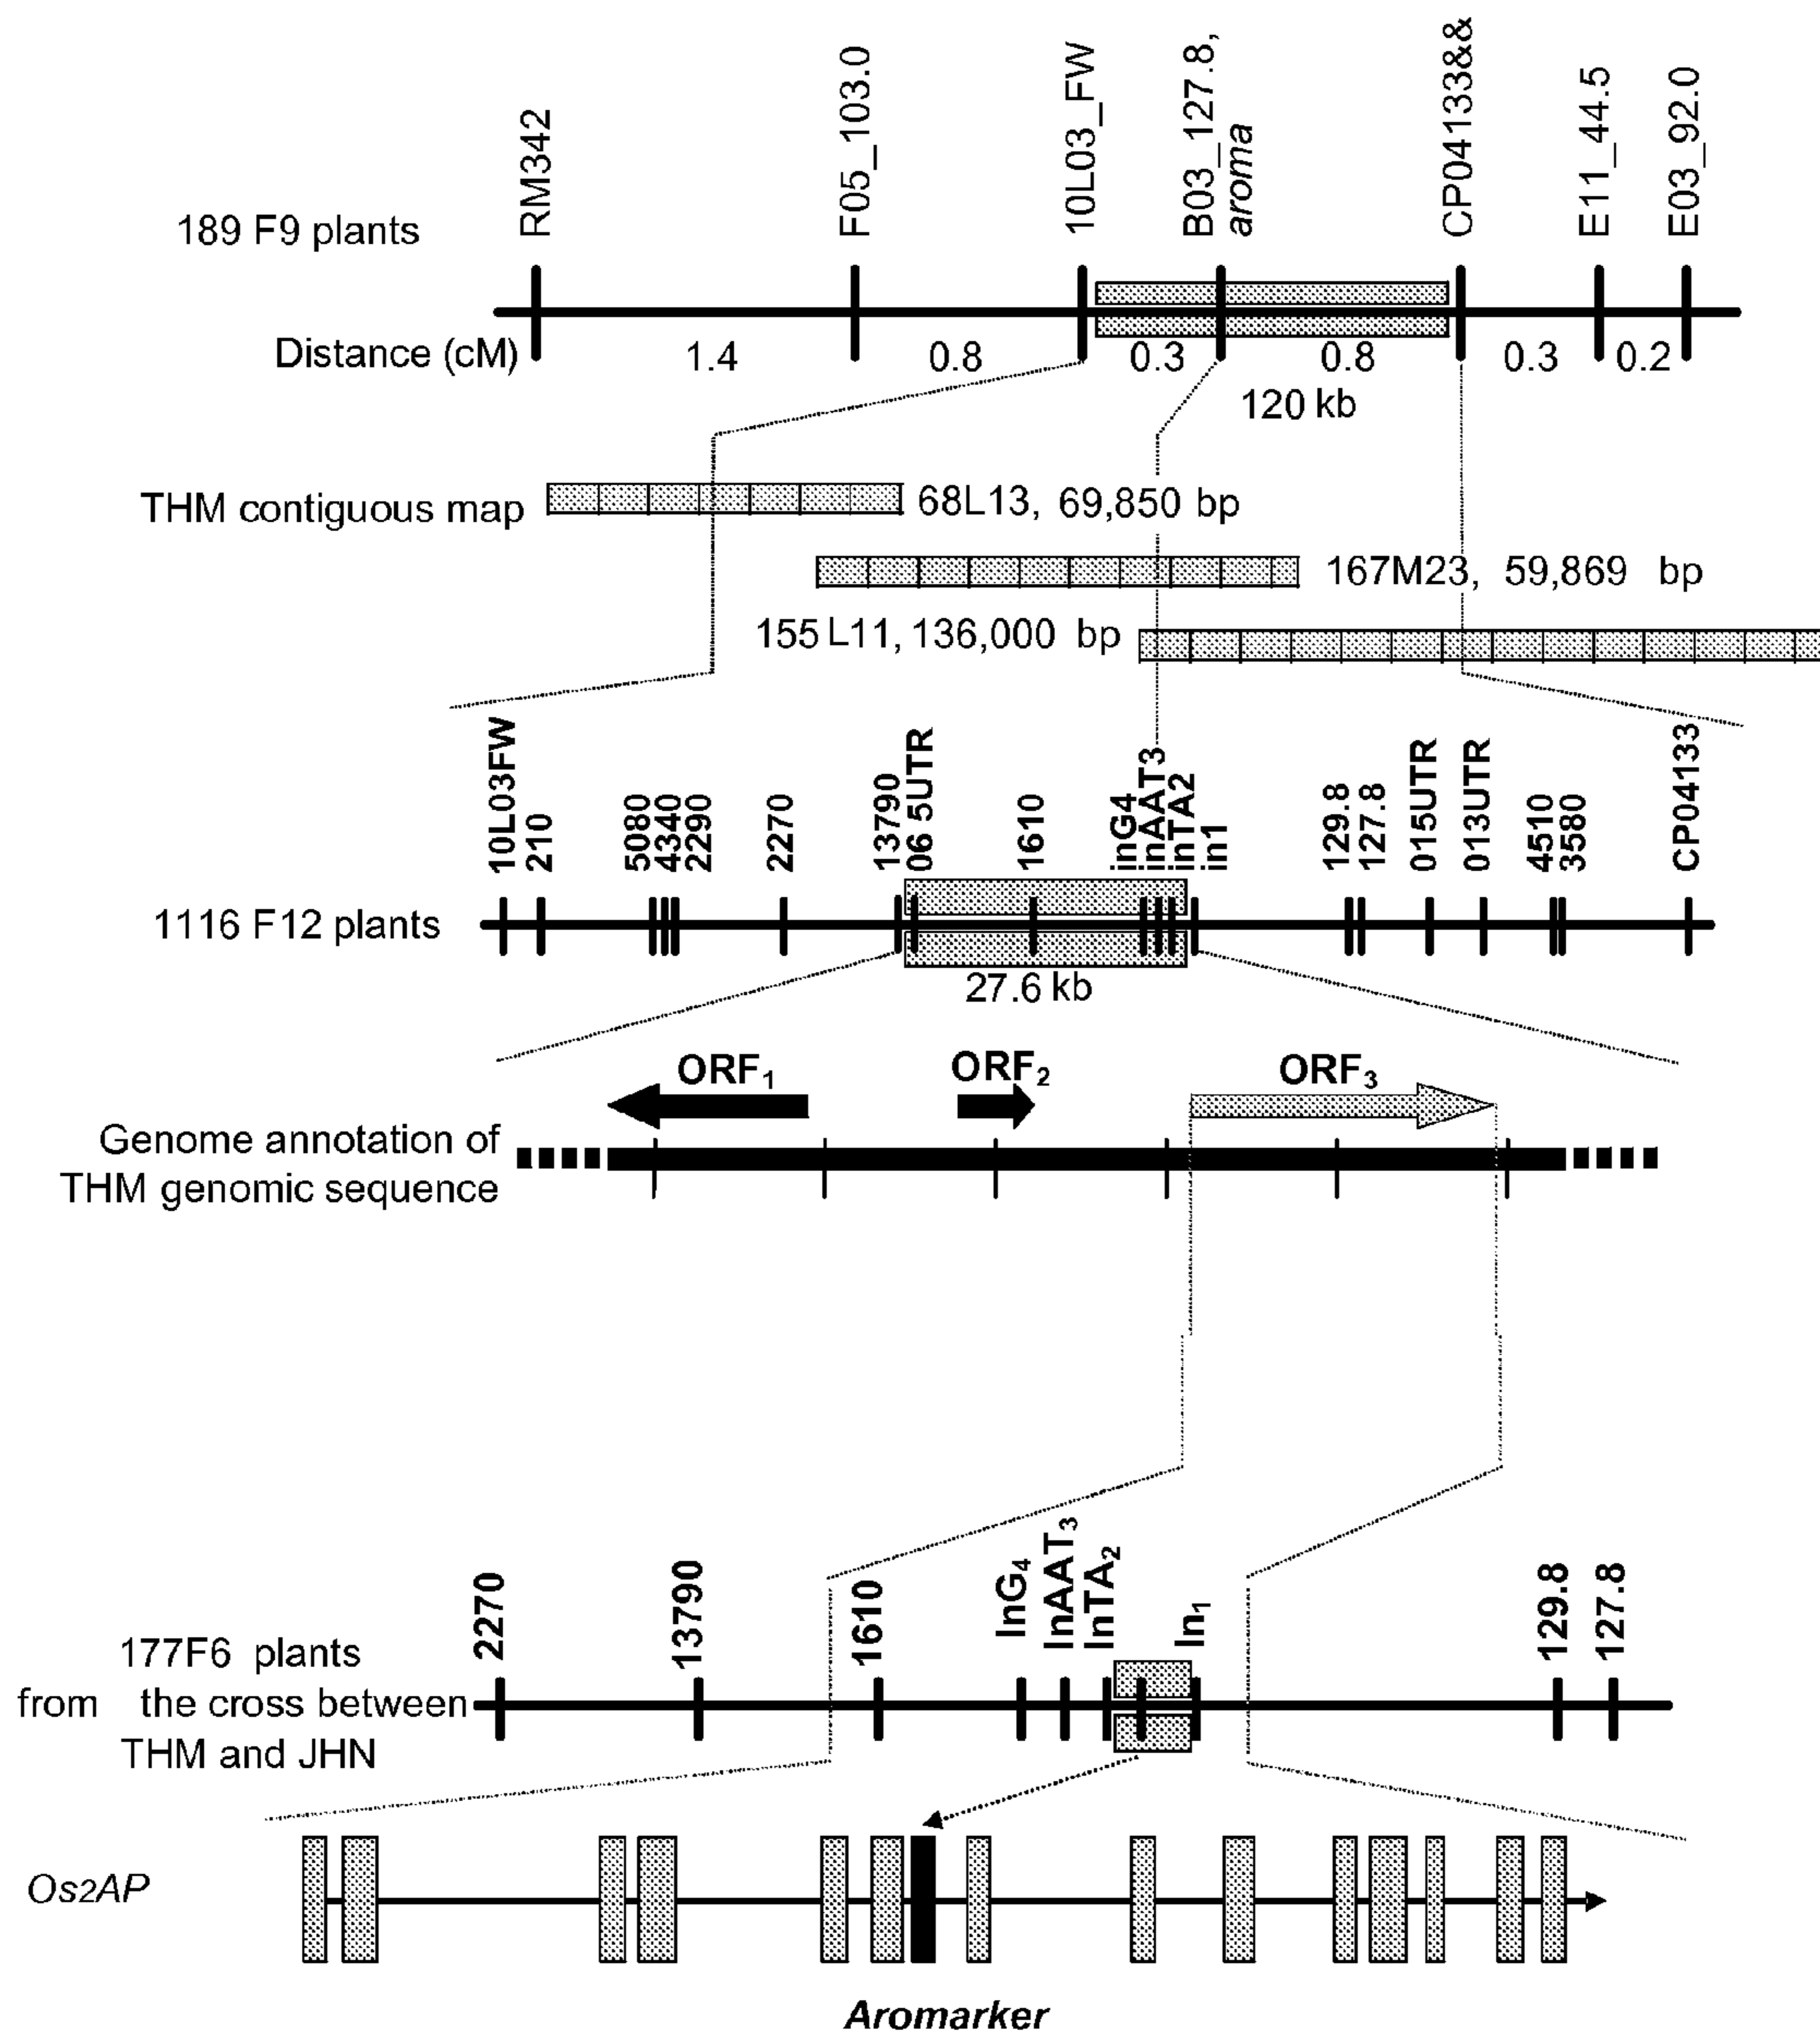 RM342
F05_103.0
10L03_FW
B03_127.8,
aroma
CP04133&&
E11_44.5
E03_92.0
189 F9 plants
Distance (cM)
1.4
0.8
0.3
0.8
0.3
0.2
120 kb
THM contiguous map
68L13, 69,850 bp
167M23, 59,869 bp
155 L11, 136,000 bp
10L03FW
210
5080
4340
2290
2270
13790
06 5UTR
1610
inG4
inAAT3
inTA2
in1
129.8
127.8
015UTR
013UTR
4510
3580
CP04133
1116 F12 plants
27.6 kb
ORF1
ORF2
ORF3
Genome annotation of
THM genomic sequence
2270
13790
1610
InG4
InAAT3
InTA2
In1
129.8
127.8
177F6 plants
from the cross between
THM and JHN
Os2AP
Aromarker